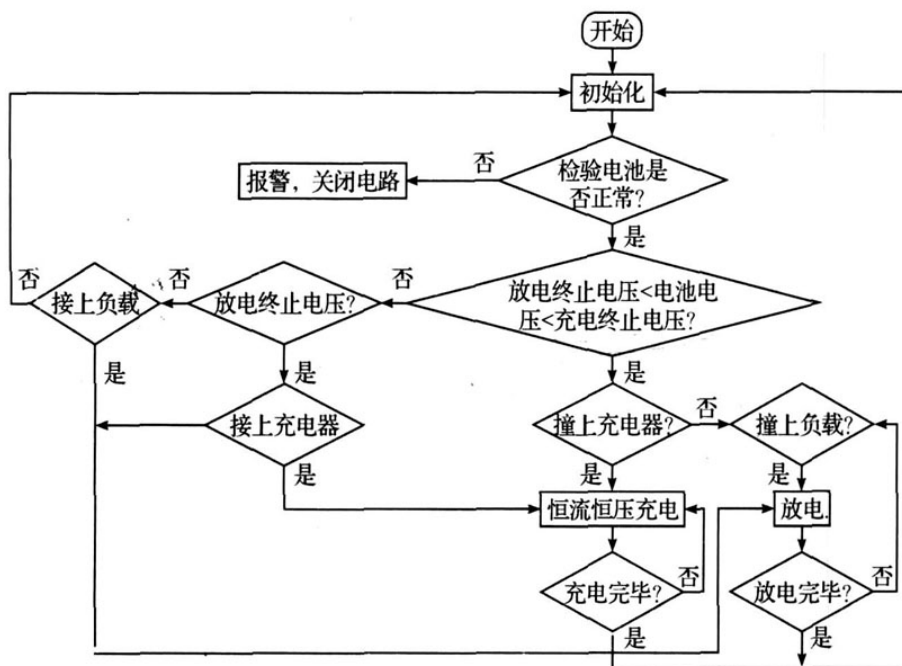 开始
初始化
否
检验电池是
否正常?
报警，关闭电路
是
否
接上负载
否
放电终止电压?
否
放电终止电压<电池电
压<充电终止电压?
是
是
是
接上充电器
撞上充电器?
否
撞上负载?
是
是
是
恒流恒压充电
放电
充电完毕?
否
放电完毕?
否
是
是